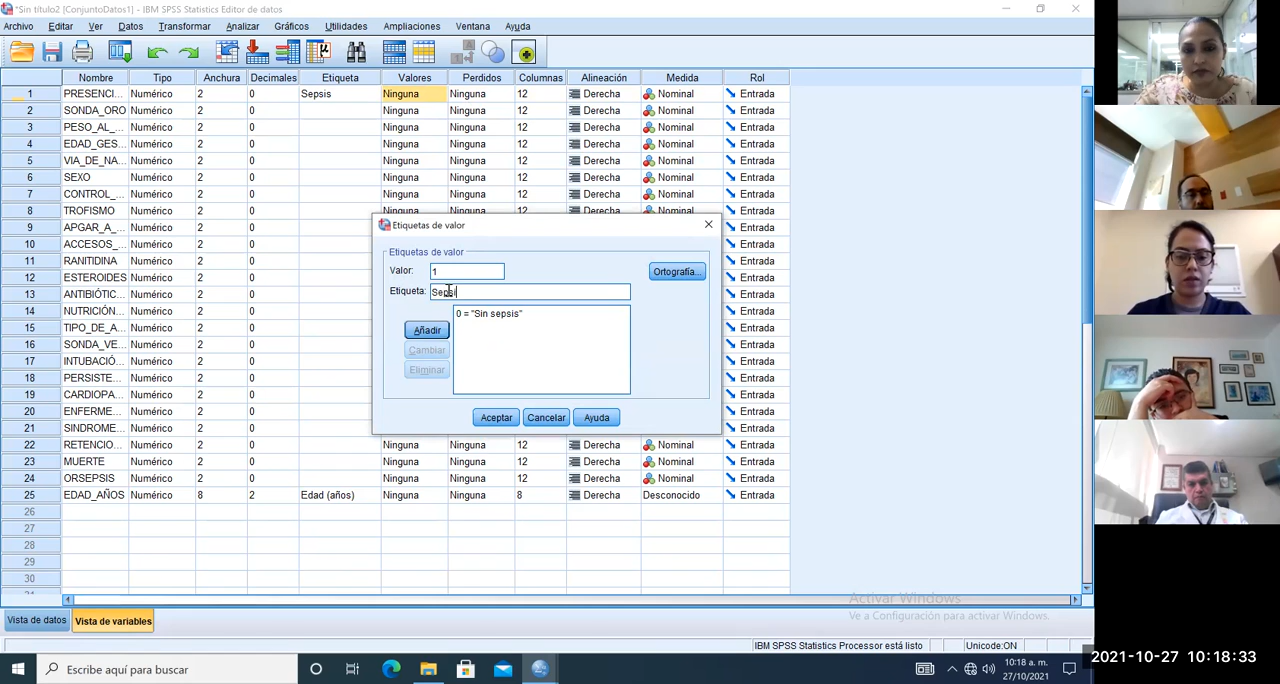 *Sin título2 [ConjuntoDatos1] - IBM SPSS Statistics Editor de datos
Archivo Editar Ver Datos Transformar Analizar Gráficos Utilidades Ampliaciones Ventana Ayuda
Nombre Tipo Anchura Decimales Etiqueta Valores Perdidos Columnas Alineación Medida Rol
1 PRESENCI... Numérico 2 0 Sepsis Ninguna Ninguna 12 Derecha Nominal Entrada
2 SONDA_ORO Numérico 2 0 Ninguna Ninguna 12 Derecha Nominal Entrada
3 PESO_AL_... Numérico 2 0 Ninguna Ninguna 12 Derecha Nominal Entrada
4 EDAD_GES... Numérico 2 0 Ninguna Ninguna 12 Derecha Nominal Entrada
5 VIA_DE_NA... Numérico 2 0 Ninguna Ninguna 12 Derecha Nominal Entrada
6 SEXO Numérico 2 0 Ninguna Ninguna 12 Derecha Nominal Entrada
7 CONTROL_... Numérico 2 0 Ninguna Ninguna 12 Derecha Nominal Entrada
8 TROFISMO Numérico 2 0 Ninguna Ninguna 12 Derecha Nominal Entrada
9 APGAR_A_... Numérico 2 0 Entrada
10 ACCESOS_... Numérico 2 0 Entrada
11 RANITIDINA Numérico 2 0 Entrada
12 ESTEROIDES Numérico 2 0 Entrada
13 ANTIBIÓTIC... Numérico 2 0 Entrada
14 NUTRICIÓN... Numérico 2 0 Entrada
15 TIPO_DE_A... Numérico 2 0 Entrada
16 SONDA_VE... Numérico 2 0 Entrada
17 INTUBACIÓ... Numérico 2 0 Entrada
18 PERSISTE... Numérico 2 0 Entrada
19 CARDIOPA... Numérico 2 0 Entrada
20 ENFERME... Numérico 2 0 Entrada
21 SINDROME... Numérico 2 0 Entrada
22 RETENCIO... Numérico 2 0 Ninguna Ninguna 12 Derecha Nominal Entrada
23 MUERTE Numérico 2 0 Ninguna Ninguna 12 Derecha Nominal Entrada
24 ORSEPSIS Numérico 2 0 Ninguna Ninguna 12 Derecha Nominal Entrada
25 EDAD_AÑOS Numérico 8 2 Edad (años) Ninguna Ninguna 8 Derecha Desconocido Entrada
26
27
28
29
30
Etiquetas de valor
Etiquetas de valor
Valor: 1 Ortografía...
Etiqueta: Sepsi
0 = "Sin sepsis"
Añadir
Cambiar
Eliminar
Aceptar Cancelar Ayuda
Activar Windows
Ve a Configuración para activar Windows.
Vista de datos Vista de variables
IBM SPSS Statistics Processor está listo Unicode:ON
Escribe aquí para buscar
10:18 a. m.
27/10/2021
2021-10-27 10:18:33